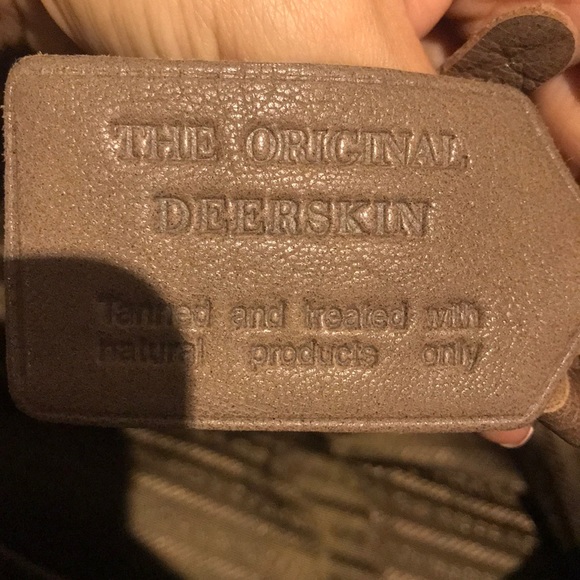 THE ORIGINAL
DEERSKIN
Tanned and treated with
natural products only